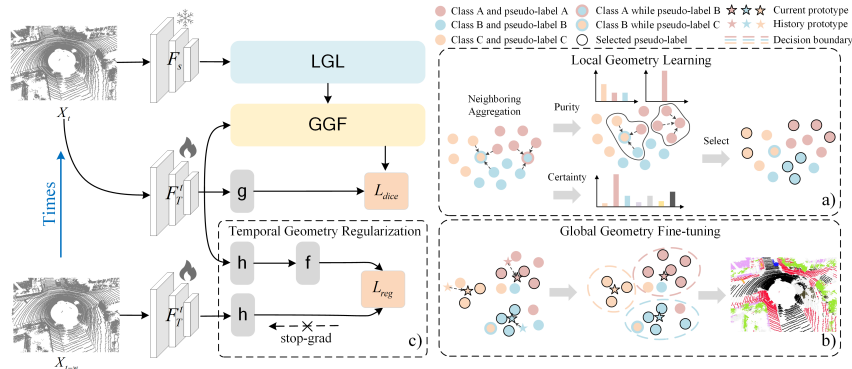 Class A and pseudo-label A
Class A while pseudo-label B
Current prototype
Class B and pseudo-label B
Class B while pseudo-label C
History prototype
Class C and pseudo-label C
Selected pseudo-label
Decision boundary
F_s
LGL
GGF
X_t
Times
F_T^t
g
L_dice
Temporal Geometry Regularization
h
f
L_reg
F_T^t
h
stop-grad
c)
Local Geometry Learning
Neighboring
Aggregation
Purity
Certainty
Select
a)
Global Geometry Fine-tuning
b)